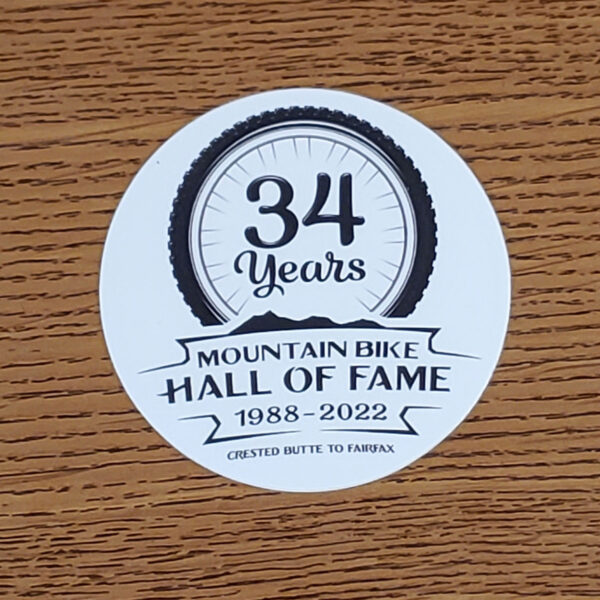 34
Years
MOUNTAIN BIKE
HALL OF FAME
1988-2022
CRESTED BUTTE TO FAIRFAX